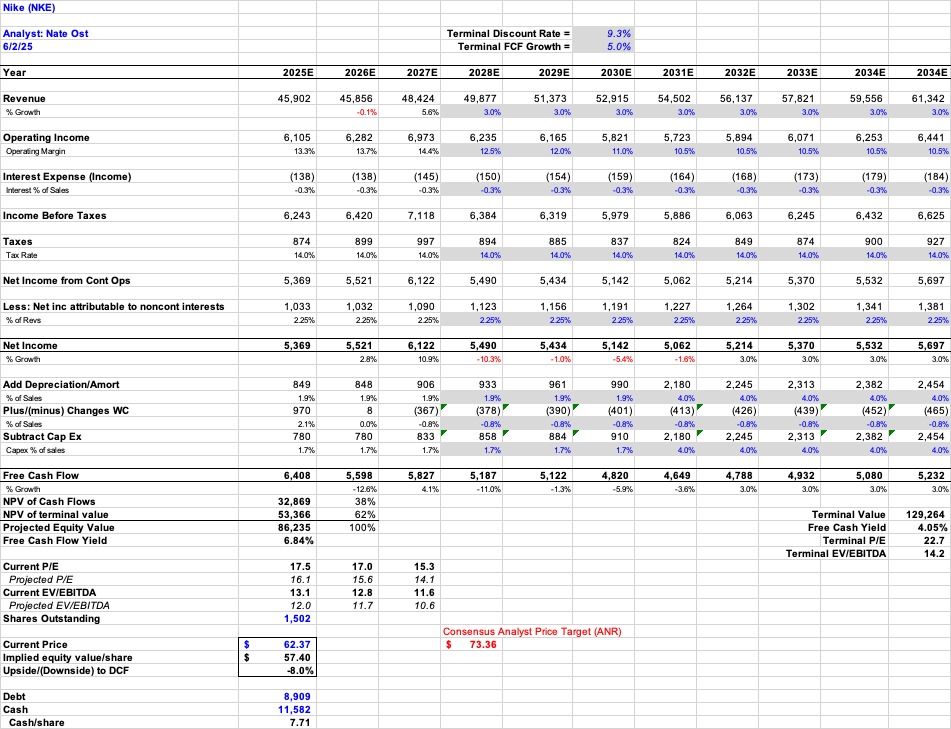 Nike (NKE)
Analyst: Nate Ost Terminal Discount Rate = 9.3%
6/2/25 Terminal FCF Growth = 5.0%
Year 2025E 2026E 2027E 2028E 2029E 2030E 2031E 2032E 2033E 2034E 2034E
Revenue 45,902 45,856 48,424 49,877 51,373 52,915 54,502 56,137 57,821 59,556 61,342
% Growth -0.1% 5.6% 3.0% 3.0% 3.0% 3.0% 3.0% 3.0% 3.0% 3.0%
Operating Income 6,105 6,282 6,973 6,235 6,165 5,821 5,723 5,894 6,071 6,253 6,441
Operating Margin 13.3% 13.7% 14.4% 12.5% 12.0% 11.0% 10.5% 10.5% 10.5% 10.5% 10.5%
Interest Expense (Income) (138) (138) (145) (150) (154) (159) (164) (168) (173) (179) (184)
Interest % of Sales -0.3% -0.3% -0.3% -0.3% -0.3% -0.3% -0.3% -0.3% -0.3% -0.3% -0.3%
Income Before Taxes 6,243 6,420 7,118 6,384 6,319 5,979 5,886 6,063 6,245 6,432 6,625
Taxes 874 899 997 894 885 837 824 849 874 900 927
Tax Rate 14.0% 14.0% 14.0% 14.0% 14.0% 14.0% 14.0% 14.0% 14.0% 14.0% 14.0%
Net Income from Cont Ops 5,369 5,521 6,122 5,490 5,434 5,142 5,062 5,214 5,370 5,532 5,697
Less: Net inc attributable to noncont interests 1,033 1,032 1,090 1,123 1,156 1,191 1,227 1,264 1,302 1,341 1,381
% of Revs 2.25% 2.25% 2.25% 2.25% 2.25% 2.25% 2.25% 2.25% 2.25% 2.25% 2.25%
Net Income 5,369 5,521 6,122 5,490 5,434 5,142 5,062 5,214 5,370 5,532 5,697
% Growth 2.8% 10.9% -10.3% -1.0% -5.4% -1.6% 3.0% 3.0% 3.0% 3.0%
Add Depreciation/Amort 849 848 906 933 961 990 2,180 2,245 2,313 2,382 2,454
% of Sales 1.9% 1.9% 1.9% 1.9% 1.9% 1.9% 4.0% 4.0% 4.0% 4.0% 4.0%
Plus/(minus) Changes WC 970 8 (367) (378) (390) (401) (413) (426) (439) (452) (465)
% of Sales 2.1% 0.0% -0.8% -0.8% -0.8% -0.8% -0.8% -0.8% -0.8% -0.8% -0.8%
Subtract Cap Ex 780 780 833 858 884 910 2,180 2,245 2,313 2,382 2,454
Capex % of sales 1.7% 1.7% 1.7% 1.7% 1.7% 1.7% 4.0% 4.0% 4.0% 4.0% 4.0%
Free Cash Flow 6,408 5,598 5,827 5,187 5,122 4,820 4,649 4,788 4,932 5,080 5,232
% Growth -12.6% 4.1% -11.0% -1.3% -5.9% -3.6% 3.0% 3.0% 3.0% 3.0%
NPV of Cash Flows 32,869 38%
NPV of terminal value 53,366 62% Terminal Value 129,264
Projected Equity Value 86,235 100% Free Cash Yield 4.05%
Free Cash Flow Yield 6.84% Terminal P/E 22.7
Terminal EV/EBITDA 14.2
Current P/E 17.5 17.0 15.3
Projected P/E 16.1 15.6 14.1
Current EV/EBITDA 13.1 12.8 11.6
Projected EV/EBITDA 12.0 11.7 10.6
Shares Outstanding 1,502
Consensus Analyst Price Target (ANR)
Current Price $ 62.37 $ 73.36
Implied equity value/share $ 57.40
Upside/(Downside) to DCF -8.0%
Debt 8,909
Cash 11,582
Cash/share 7.71